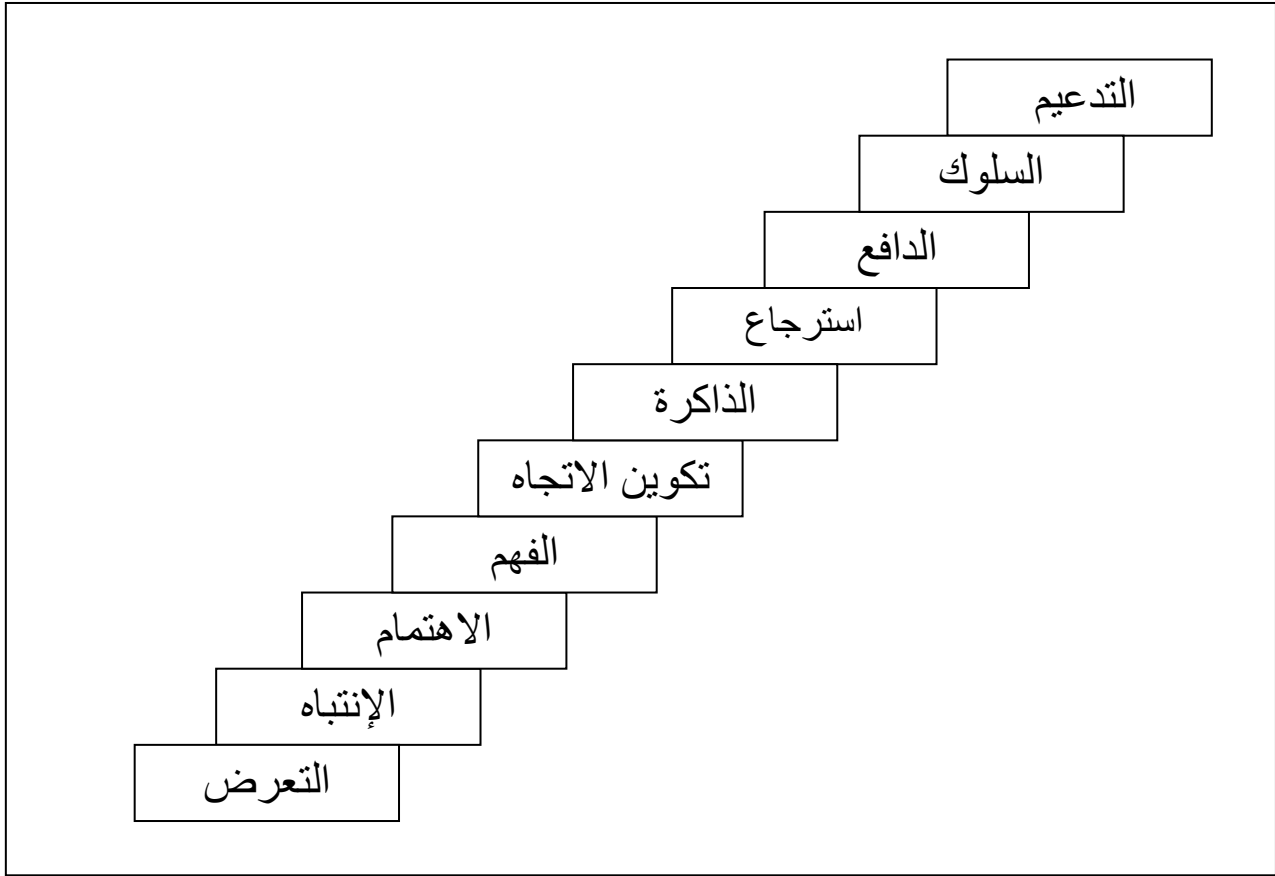 التدعيم
السلوك
الدافع
استرجاع
الذاكرة
تكوين الاتجاه
الفهم
الاهتمام
الإنتباه
التعرض